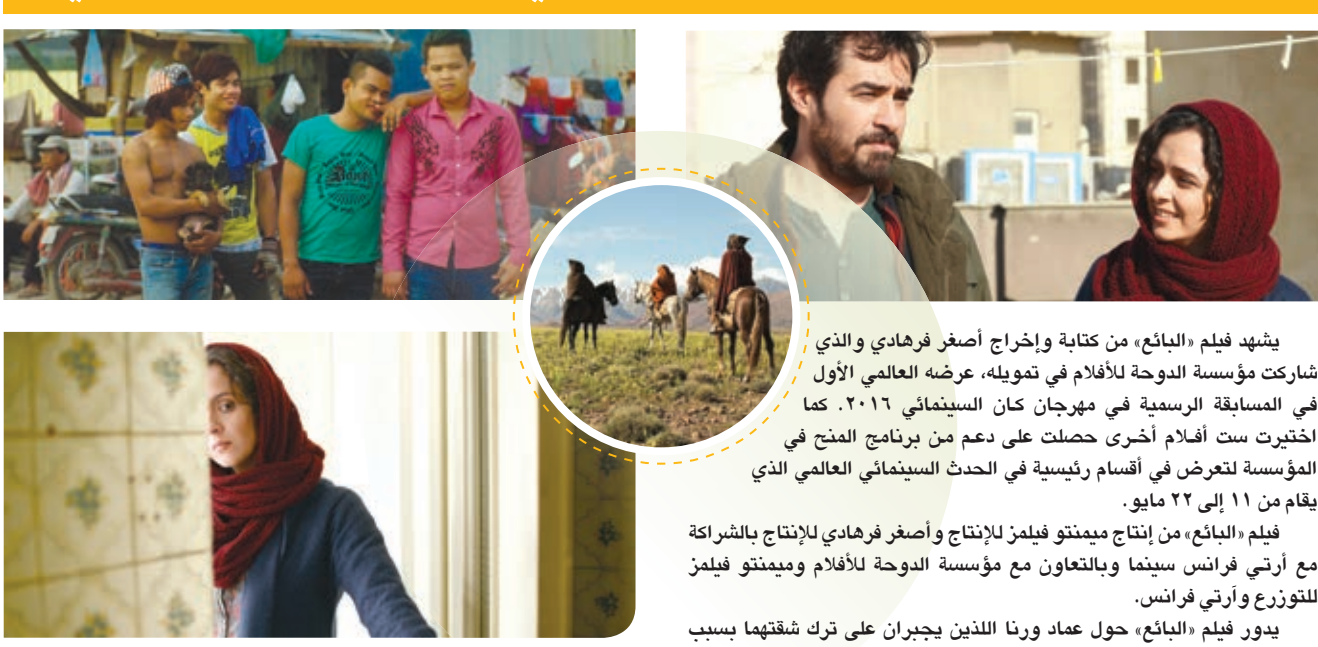 يشهد فيلم «البائع» من كتابة وإخراج أصغر فرهادي والذي
شاركت مؤسسة الدوحة للأفلام في تمويله، عرضه العالمي الأول
في المسابقة الرسمية في مهرجان كان السينمائي ٢٠١٦. كما
اختيرت ست أفـلام أخـرى حصلت على دعم من برنامج المنح في
المؤسسة لتعرض في أقسام رئيسية في الحدث السينمائي العالمي الذي
يقام من ١١ إلى ٢٢ مايو.
فيلم «البائع» من إنتاج ميمنتو فيلمز للإنتاج وأصغر فرهادي للإنتاج بالشراكة
مع أرتي فرانس سينما وبالتعاون مع مؤسسة الدوحة للأفلام وميمنتو فيلمز
للتوزرع وآرتي فرانس.
يدور فيلم «البائع» حول عماد ورنا اللذين يجبران على ترك شقتهما بسبب